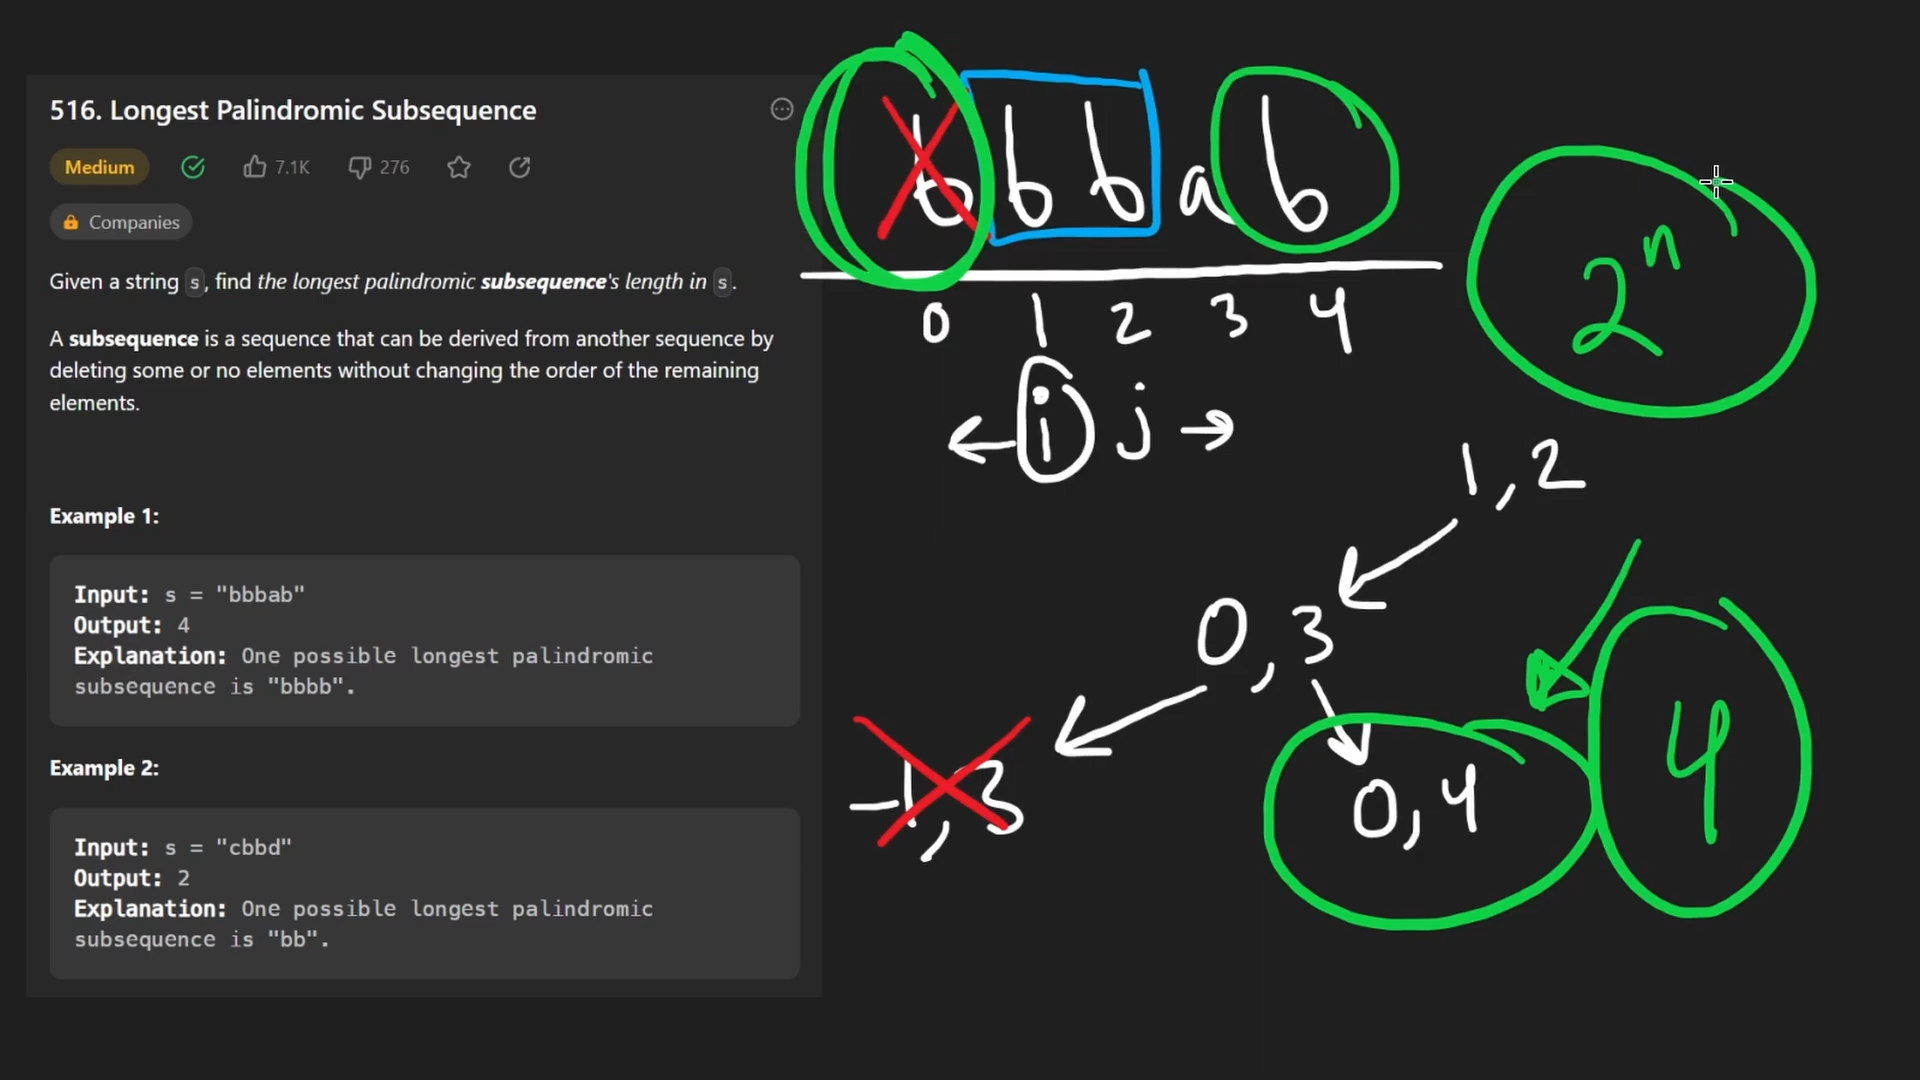 516. Longest Palindromic Subsequence
Medium
7.1K
276
Companies
Given a string s, find the longest palindromic subsequence's length in s.
A subsequence is a sequence that can be derived from another sequence by
deleting some or no elements without changing the order of the remaining
elements.
Example 1:
Input: s = "bbbab"
Output: 4
Explanation: One possible longest palindromic
subsequence is "bbbb".
Example 2:
Input: s = "cbbd"
Output: 2
Explanation: One possible longest palindromic
subsequence is "bb".
b b b a b
0 1 2 3 4
i j
2^n
1,2
0,3
-1,3
0,4
4